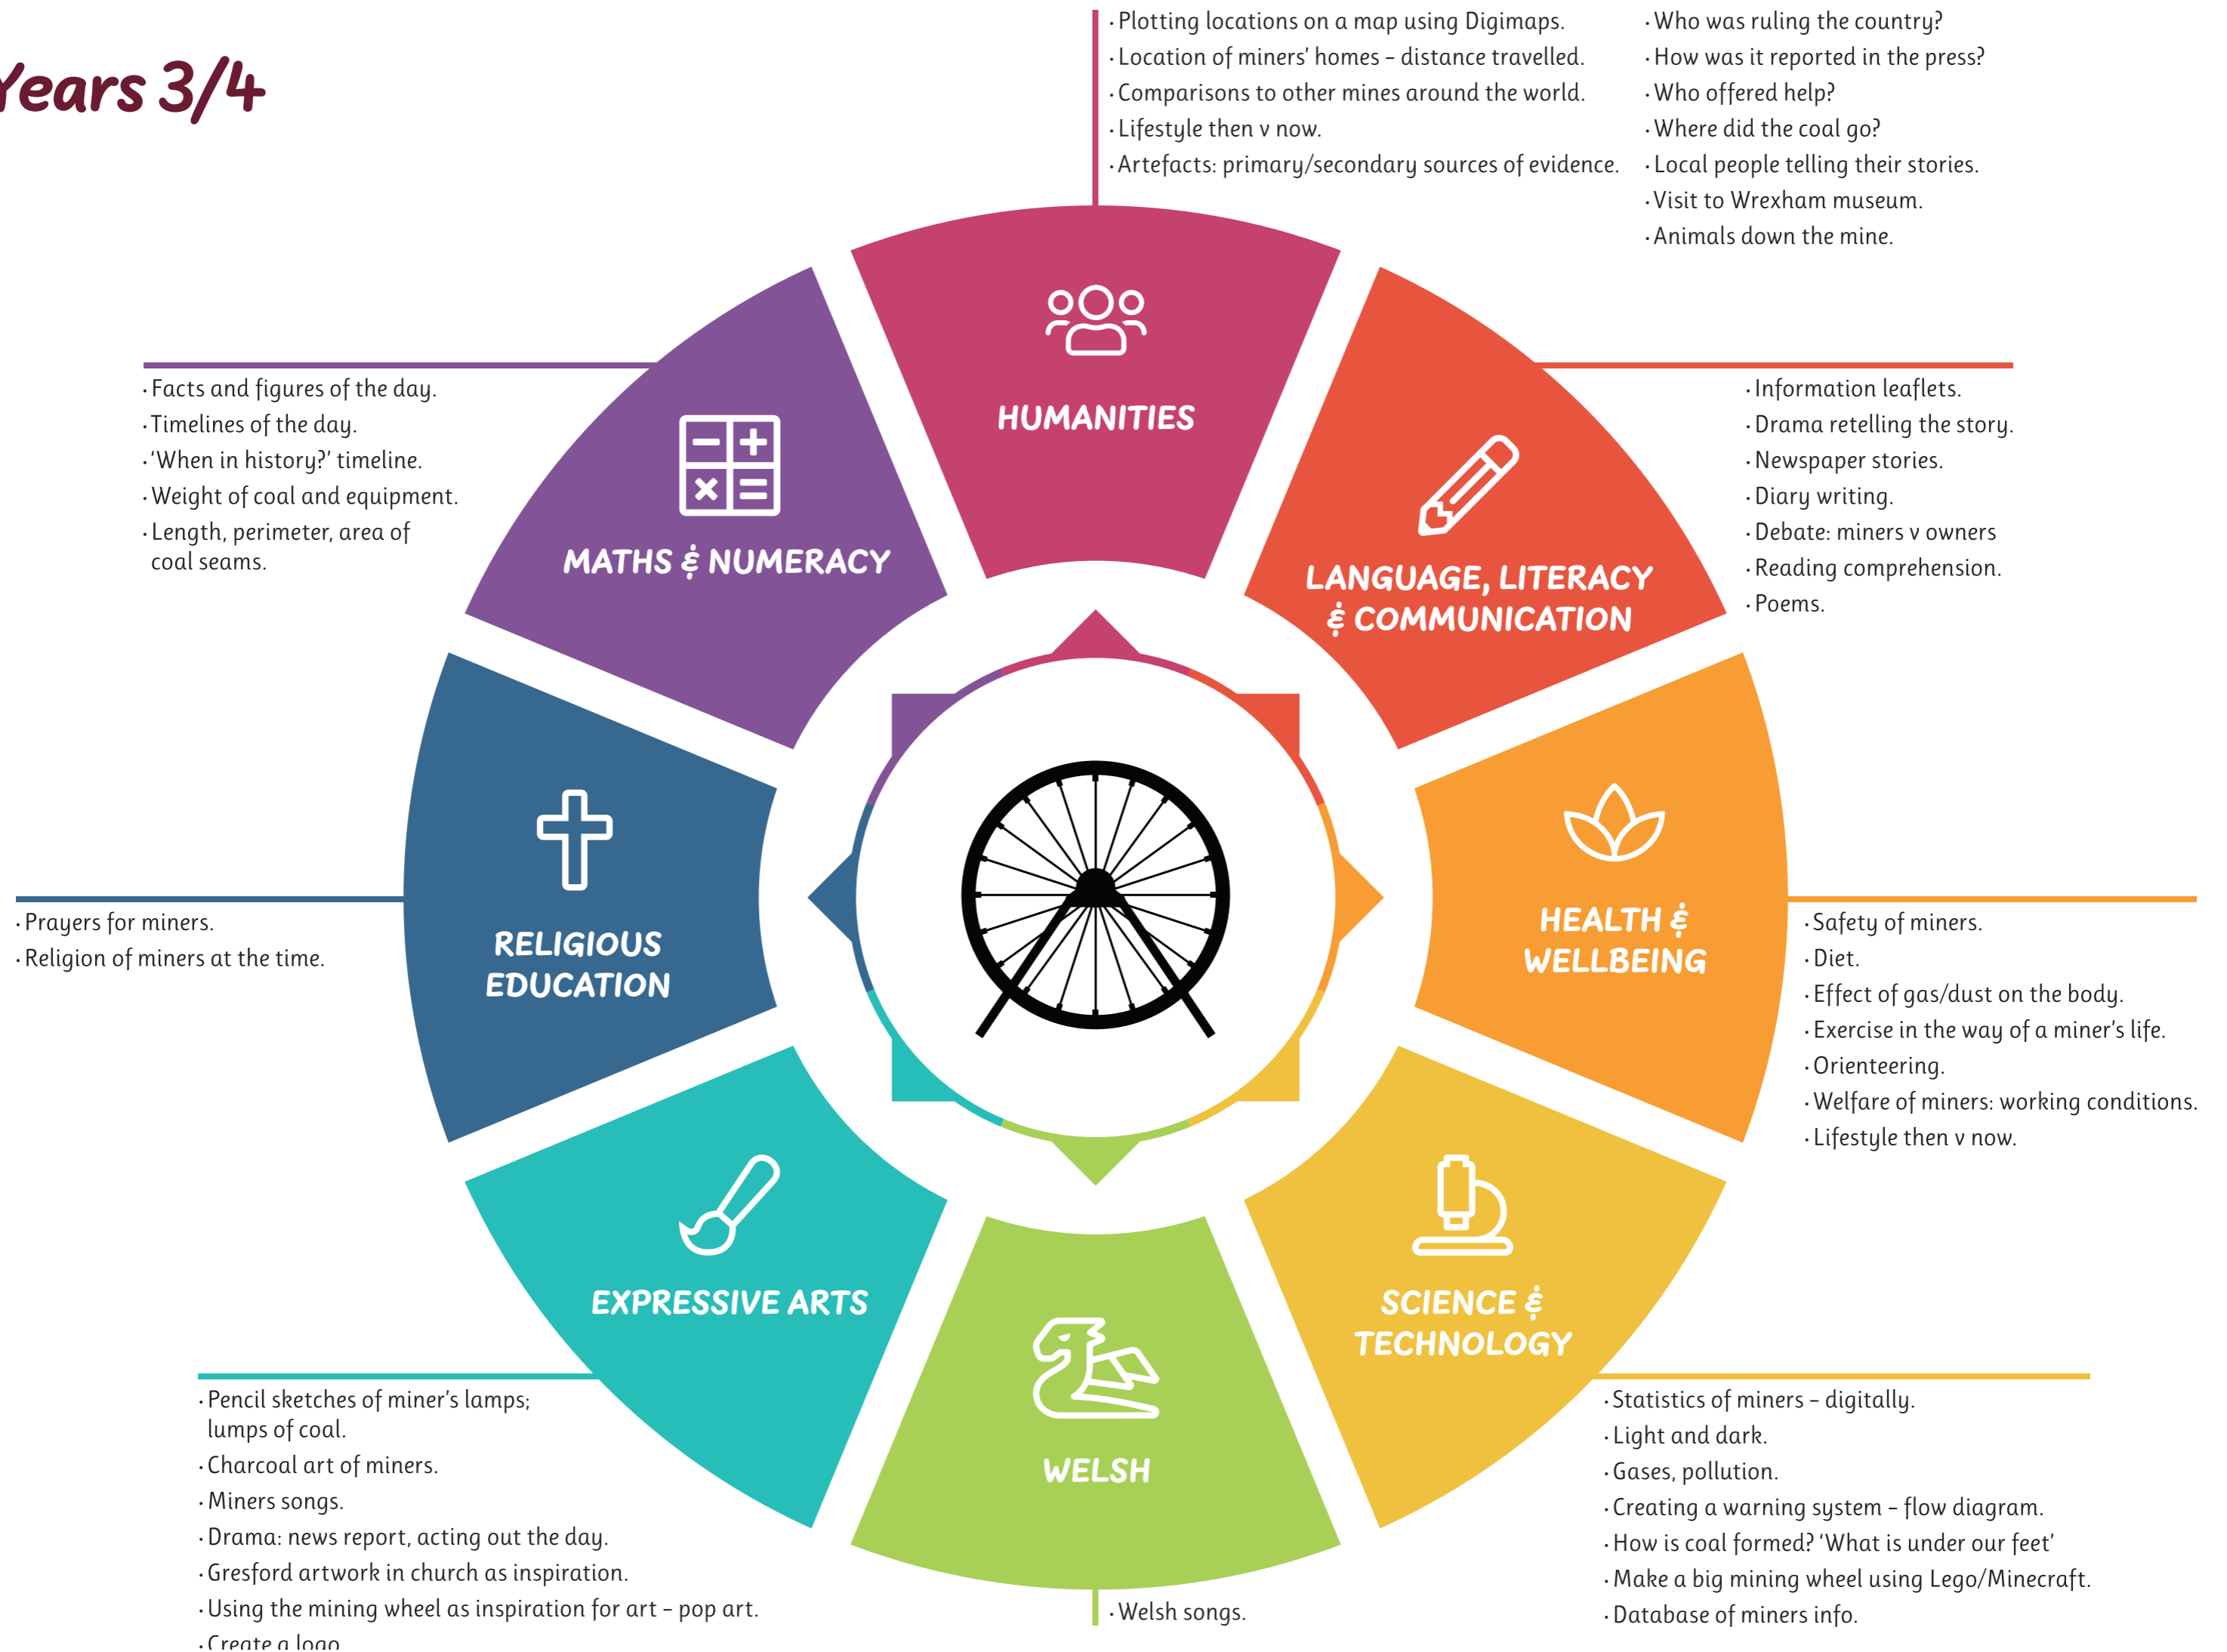 Years 3/4
· Plotting locations on a map using Digimaps.
· Location of miners' homes – distance travelled.
· Comparisons to other mines around the world.
· Lifestyle then v now.
· Artefacts: primary/secondary sources of evidence.
· Who was ruling the country?
· How was it reported in the press?
· Who offered help?
· Where did the coal go?
· Local people telling their stories.
· Visit to Wrexham museum.
· Animals down the mine.
HUMANITIES
· Facts and figures of the day.
· Timelines of the day.
· 'When in history?' timeline.
· Weight of coal and equipment.
· Length, perimeter, area of
coal seams.
MATHS & NUMERACY
LANGUAGE, LITERACY
& COMMUNICATION
· Information leaflets.
· Drama retelling the story.
· Newspaper stories.
· Diary writing.
· Debate: miners v owners
· Reading comprehension.
· Poems.
· Prayers for miners.
· Religion of miners at the time.
RELIGIOUS
EDUCATION
HEALTH &
WELLBEING
· Safety of miners.
· Diet.
· Effect of gas/dust on the body.
· Exercise in the way of a miner's life.
· Orienteering.
· Welfare of miners: working conditions.
· Lifestyle then v now.
EXPRESSIVE ARTS
· Pencil sketches of miner's lamps;
lumps of coal.
· Charcoal art of miners.
· Miners songs.
· Drama: news report, acting out the day.
· Gresford artwork in church as inspiration.
· Using the mining wheel as inspiration for art – pop art.
· Create a logo
WELSH
· Welsh songs.
SCIENCE &
TECHNOLOGY
· Statistics of miners – digitally.
· Light and dark.
· Gases, pollution.
· Creating a warning system – flow diagram.
· How is coal formed? 'What is under our feet'
· Make a big mining wheel using Lego/Minecraft.
· Database of miners info.